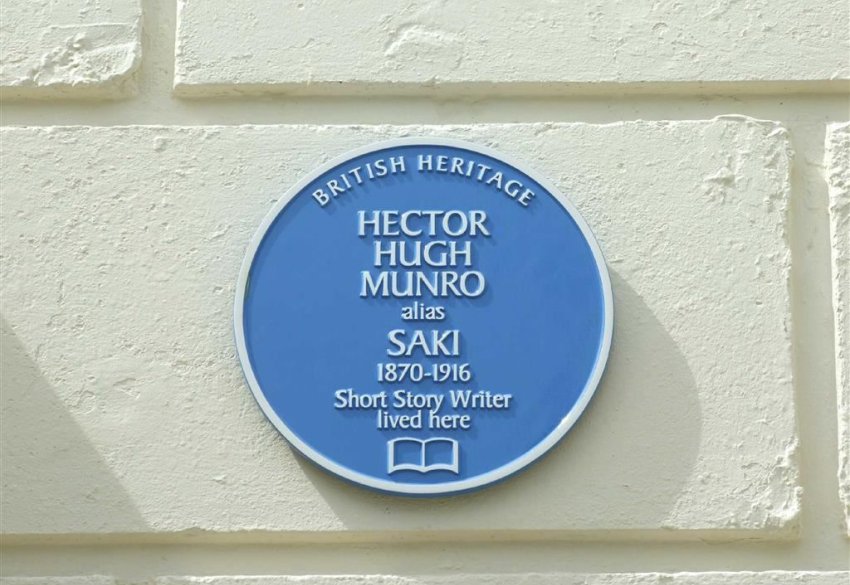 BRITISH HERITAGE
HECTOR
HUGH
MUNRO
alias
SAKI
1870-1916
Short Story Writer
lived here